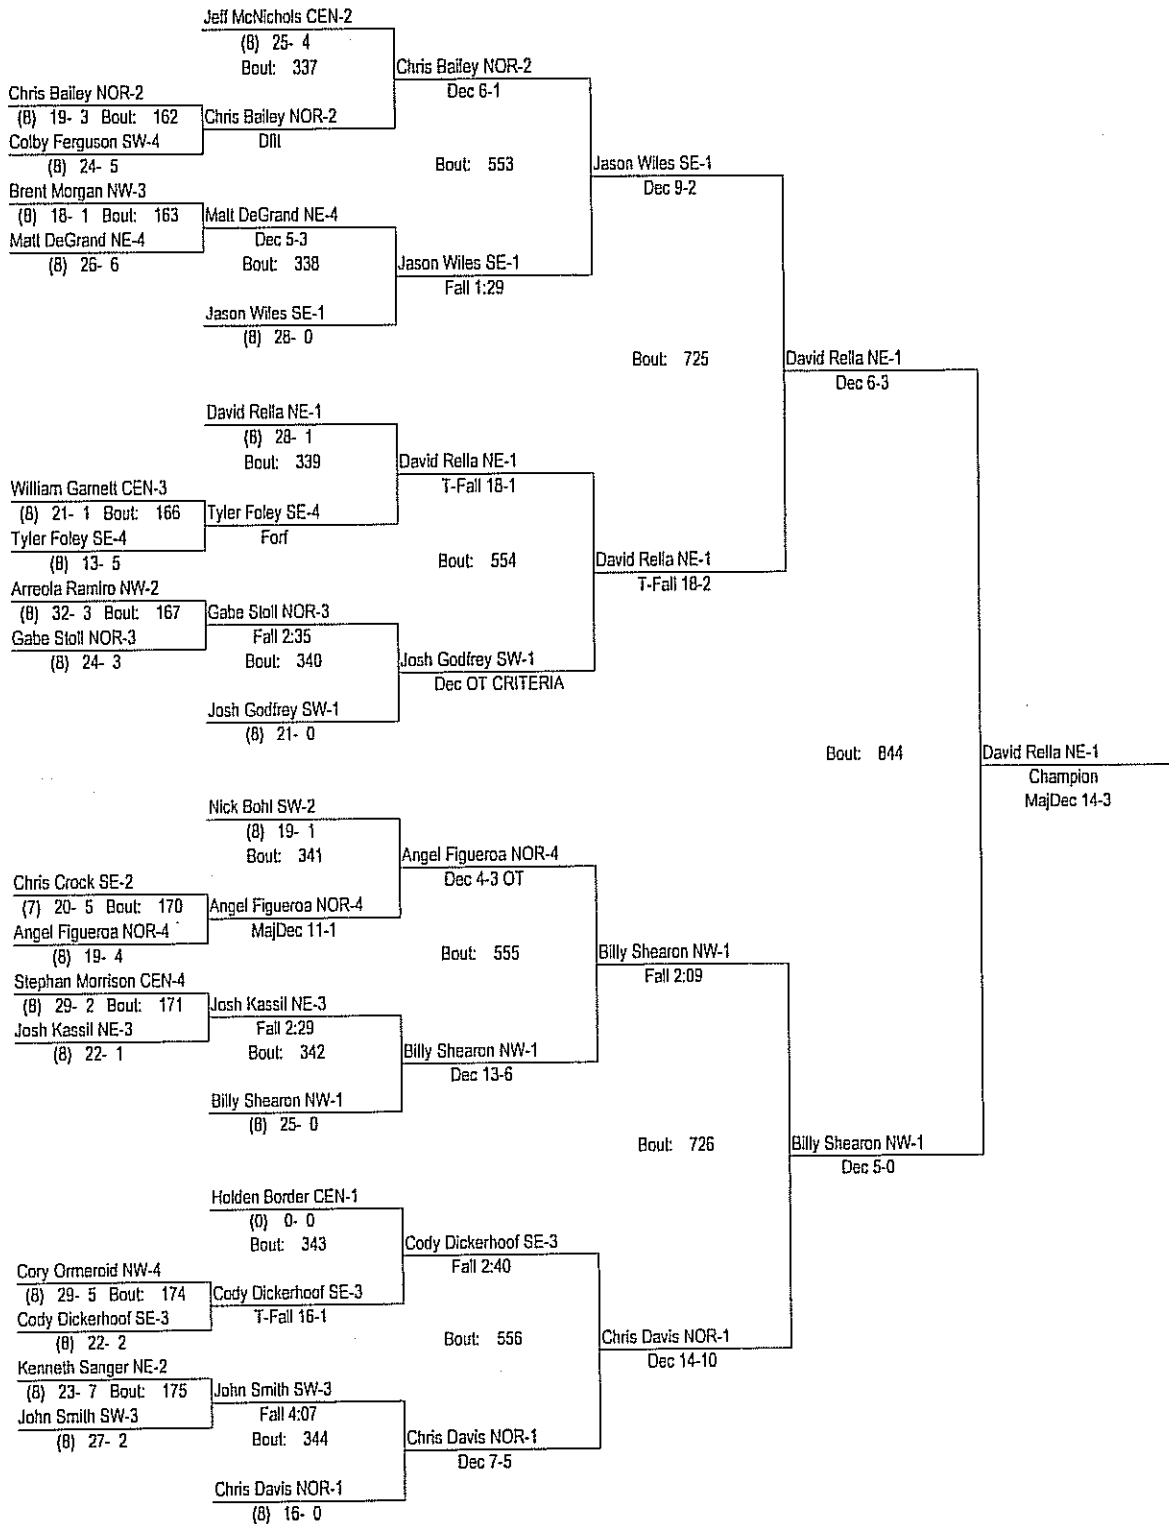 Jeff McNichols CEN-2
(8) 25- 4
Bout: 337
Chris Bailey NOR-2
Dec 6-1
Chris Bailey NOR-2
(8) 19- 3 Bout: 162
Chris Bailey NOR-2
Dflt
Colby Ferguson SW-4
(8) 24- 5
Bout: 553
Jason Wiles SE-1
Dec 9-2
Brent Morgan NW-3
(8) 18- 1 Bout: 163
Matt DeGrand NE-4
Dec 5-3
Matt DeGrand NE-4
(8) 26- 6
Bout: 338
Jason Wiles SE-1
Fall 1:29
Jason Wiles SE-1
(8) 28- 0
Bout: 725
David Rella NE-1
Dec 6-3
David Rella NE-1
(8) 28- 1
Bout: 339
David Rella NE-1
T-Fall 18-1
William Garnett CEN-3
(8) 21- 1 Bout: 166
Tyler Foley SE-4
Forf
Tyler Foley SE-4
(8) 13- 5
Bout: 554
David Rella NE-1
T-Fall 18-2
Arreola Ramiro NW-2
(8) 32- 3 Bout: 167
Gabe Stoll NOR-3
Fall 2:35
Gabe Stoll NOR-3
(8) 24- 3
Bout: 340
Josh Godfrey SW-1
Dec OT CRITERIA
Josh Godfrey SW-1
(8) 21- 0
Bout: 844
David Rella NE-1
Champion
MajDec 14-3
Nick Bohl SW-2
(8) 19- 1
Bout: 341
Angel Figueroa NOR-4
Dec 4-3 OT
Chris Crock SE-2
(7) 20- 5 Bout: 170
Angel Figueroa NOR-4
MajDec 11-1
Angel Figueroa NOR-4
(8) 19- 4
Bout: 555
Billy Shearon NW-1
Fall 2:09
Stephan Morrison CEN-4
(8) 29- 2 Bout: 171
Josh Kassil NE-3
Fall 2:29
Josh Kassil NE-3
(8) 22- 1
Bout: 342
Billy Shearon NW-1
Dec 13-6
Billy Shearon NW-1
(8) 25- 0
Bout: 726
Billy Shearon NW-1
Dec 5-0
Holden Border CEN-1
(0) 0- 0
Bout: 343
Cody Dickerhoof SE-3
Fall 2:40
Cory Ormeroid NW-4
(8) 29- 5 Bout: 174
Cody Dickerhoof SE-3
T-Fall 16-1
Cody Dickerhoof SE-3
(8) 22- 2
Bout: 556
Chris Davis NOR-1
Dec 14-10
Kenneth Sanger NE-2
(8) 23- 7 Bout: 175
John Smith SW-3
Fall 4:07
John Smith SW-3
(8) 27- 2
Bout: 344
Chris Davis NOR-1
Dec 7-5
Chris Davis NOR-1
(8) 16- 0